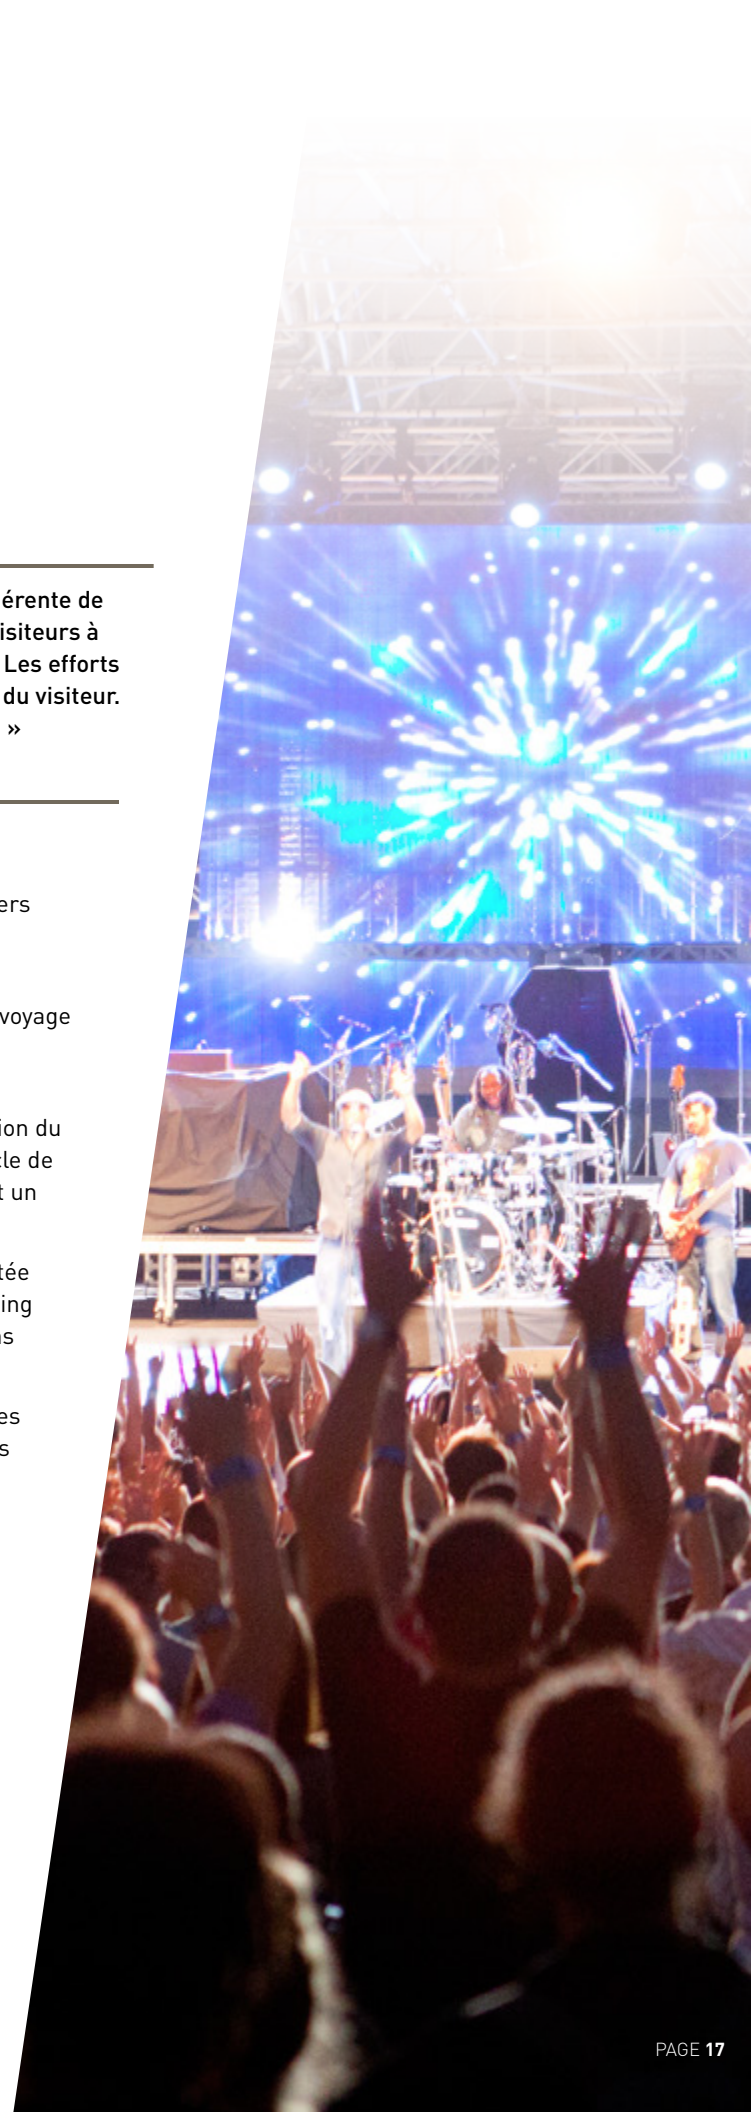 érente de
isiteurs à
Les efforts
du visiteur.
»
ers
voyage
ion du
cle de
t un
tée
ing
ns
es
s
PAGE 17